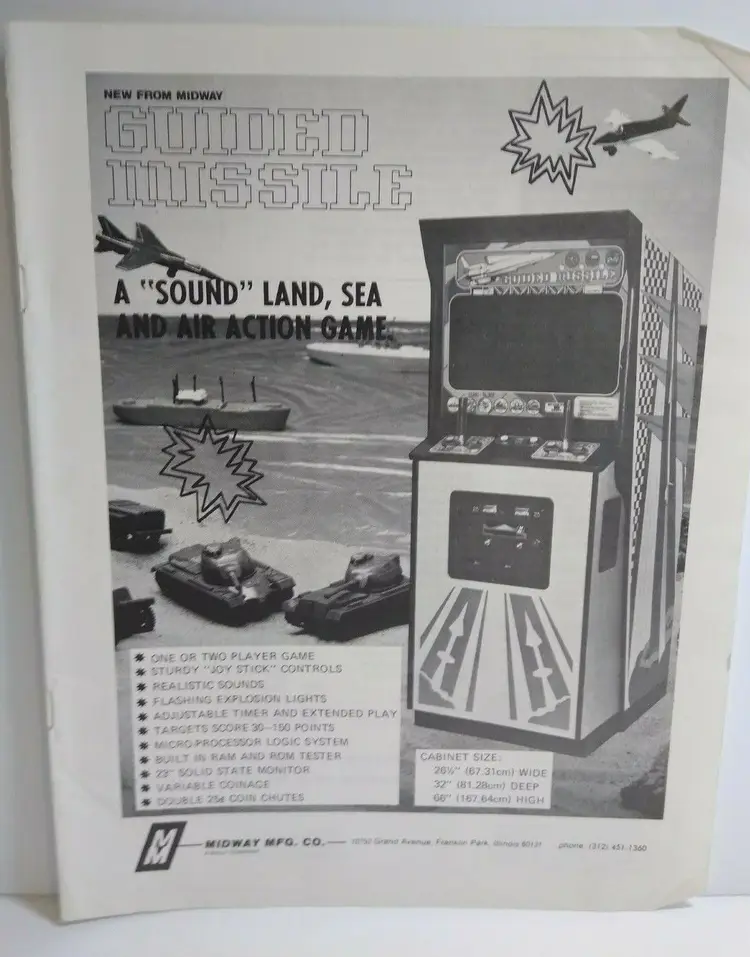 NEW FROM MIDWAY
GUIDED
MISSILE
A "SOUND" LAND, SEA
AND AIR ACTION GAME.
GUIDED MISSILE
ONE OR TWO PLAYER GAME
STURDY "JOY STICK" CONTROLS
REALISTIC SOUNDS
FLASHING EXPLOSION LIGHTS
ADJUSTABLE TIMER AND EXTENDED PLAY
TARGETS SCORE 30-150 POINTS
MICRO-PROCESSOR LOGIC SYSTEM
BUILT IN RAM AND ROM TESTER
23" SOLID STATE MONITOR
VARIABLE COINAGE
DOUBLE 25¢ COIN CHUTES
CABINET SIZE:
26½" (67.31cm) WIDE
32" (81.28cm) DEEP
66" (167.64cm) HIGH
MIDWAY MFG. CO.
10750 Grand Avenue, Franklin Park, Illinois 60131
phone: (312) 451-1360